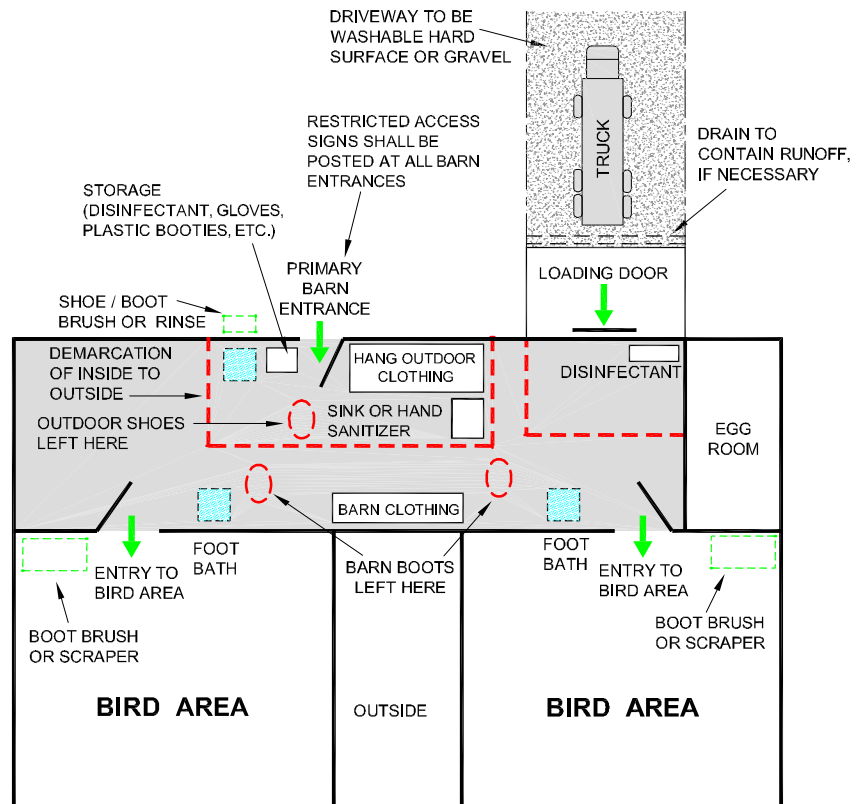 DRIVEWAY TO BE
WASHABLE HARD
SURFACE OR GRAVEL
TRUCK
RESTRICTED ACCESS
SIGNS SHALL BE
POSTED AT ALL BARN
ENTRANCES
DRAIN TO
CONTAIN RUNOFF,
IF NECESSARY
STORAGE
(DISINFECTANT, GLOVES,
PLASTIC BOOTIES, ETC.)
PRIMARY
BARN
ENTRANCE
LOADING DOOR
SHOE / BOOT
BRUSH OR RINSE
DEMARCATION
OF INSIDE TO
OUTSIDE
HANG OUTDOOR
CLOTHING
DISINFECTANT
OUTDOOR SHOES
LEFT HERE
SINK OR HAND
SANITIZER
EGG
ROOM
BARN CLOTHING
FOOT
BATH
BARN BOOTS
LEFT HERE
FOOT
BATH
ENTRY TO
BIRD AREA
ENTRY TO
BIRD AREA
BOOT BRUSH
OR SCRAPER
BOOT BRUSH
OR SCRAPER
BIRD AREA
OUTSIDE
BIRD AREA